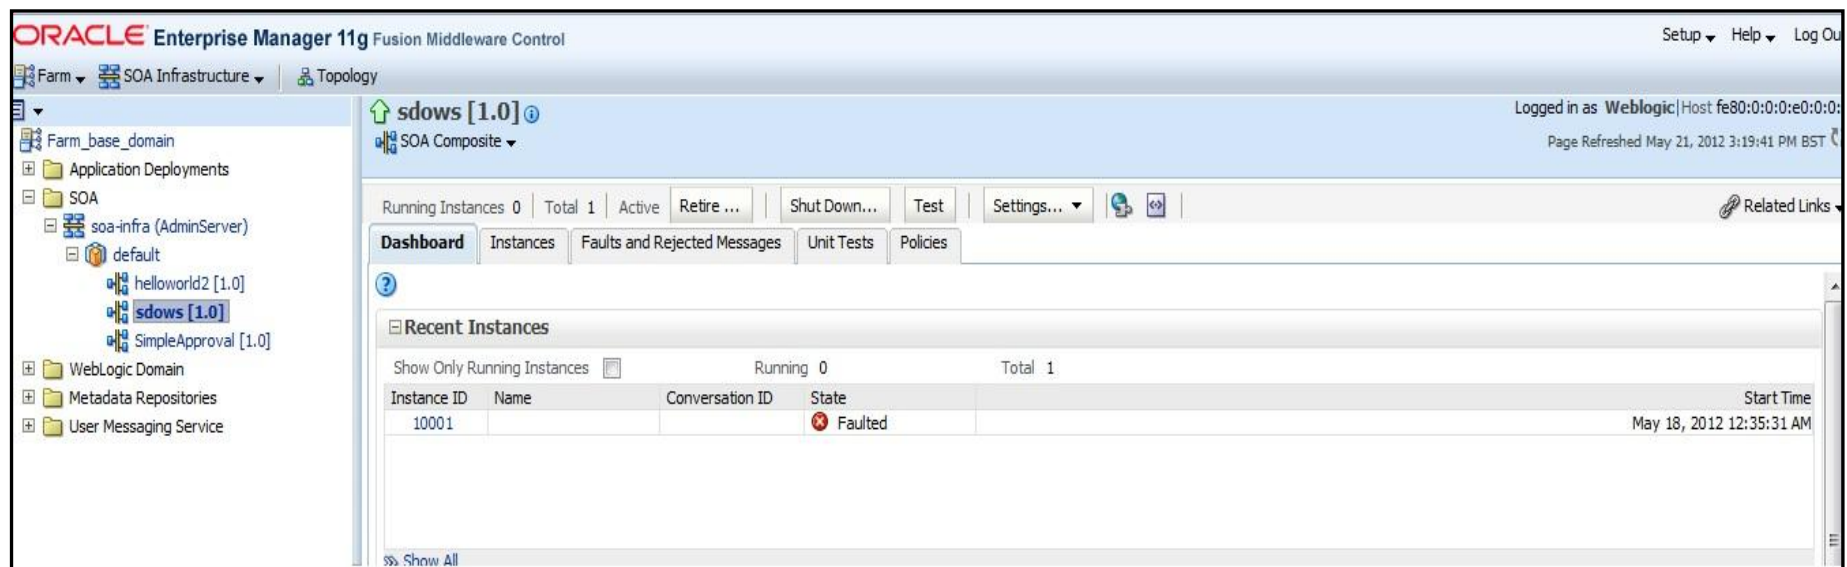 ORACLE Enterprise Manager 11g Fusion Middleware Control
Setup Help Log Ou
Farm SOA Infrastructure Topology
sdows [1.0]
Logged in as Weblogic|Host fe80:0:0:0:e0:0:0:
SOA Composite
Page Refreshed May 21, 2012 3:19:41 PM BST
Farm_base_domain
Application Deployments
SOA
soa-infra (AdminServer)
default
helloworld2 [1.0]
sdows [1.0]
SimpleApproval [1.0]
WebLogic Domain
Metadata Repositories
User Messaging Service
Running Instances 0 Total 1 Active Retire ... Shut Down... Test Settings... Related Links
Dashboard Instances Faults and Rejected Messages Unit Tests Policies
Recent Instances
Show Only Running Instances Running 0 Total 1
Instance ID Name Conversation ID State Start Time
10001 Faulted May 18, 2012 12:35:31 AM
Show All